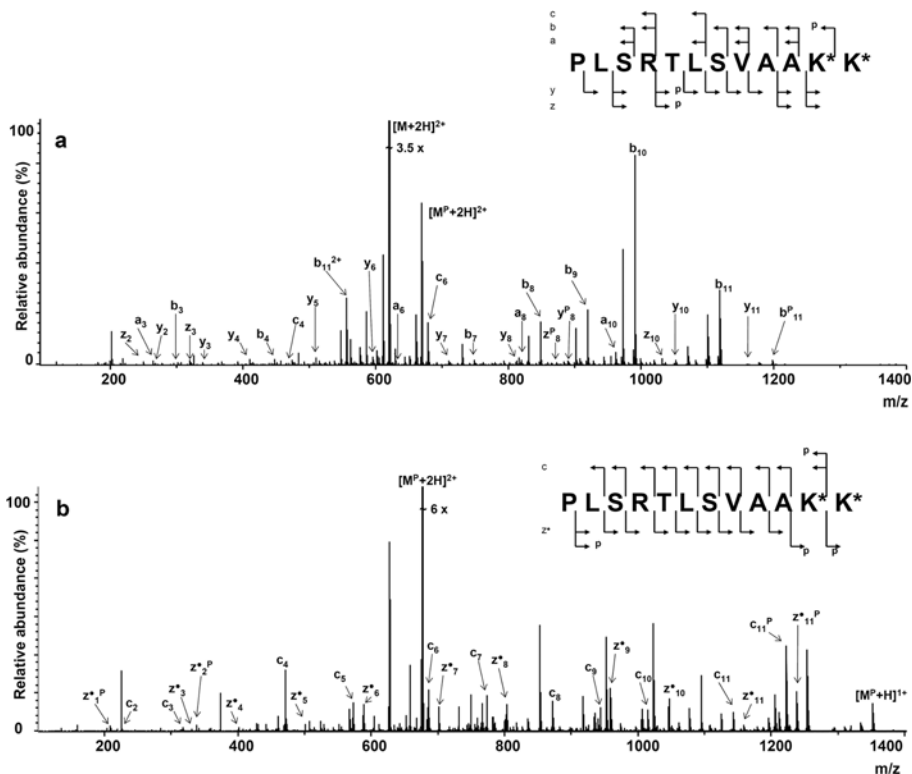 c
b p
a
P L S R T L S V A A K* K*
y p
z p
100
a
[M+2H]2+
3.5 x
[MP+2H]2+
b10
b11 2+
y6
c6
b8
b9
yP8
b11
z2 a3 y2 b3 z3 y3 y4 b4 c4 y5 a6 y7 b7 y8 a8 zP8 a10 z10 y10 y11 bP11
Relative abundance (%)
0
200 400 600 800 1000 1200 1400
m/z
p
c
P L S R T L S V A A K* K*
z•
p p p
100
b
[MP+2H]2+
6 x
z•1P c2 c3 z•3 z•2P z•4 c4 z•5 c5 z•6 c6 z•7 c7 z•8 c8 c9 z•9 c10 z•10 c11 z•11 c11P z•11P
[MP+H]1+
Relative abundance (%)
0
200 400 600 800 1000 1200 1400
m/z